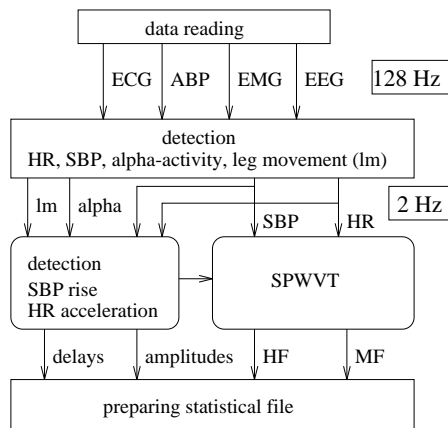 data reading
ECG ABP EMG EEG
128 Hz
detection
HR, SBP, alpha-activity, leg movement (lm)
2 Hz
lm alpha SBP HR
detection
SBP rise
HR acceleration
SPWVT
delays amplitudes HF MF
preparing statistical file